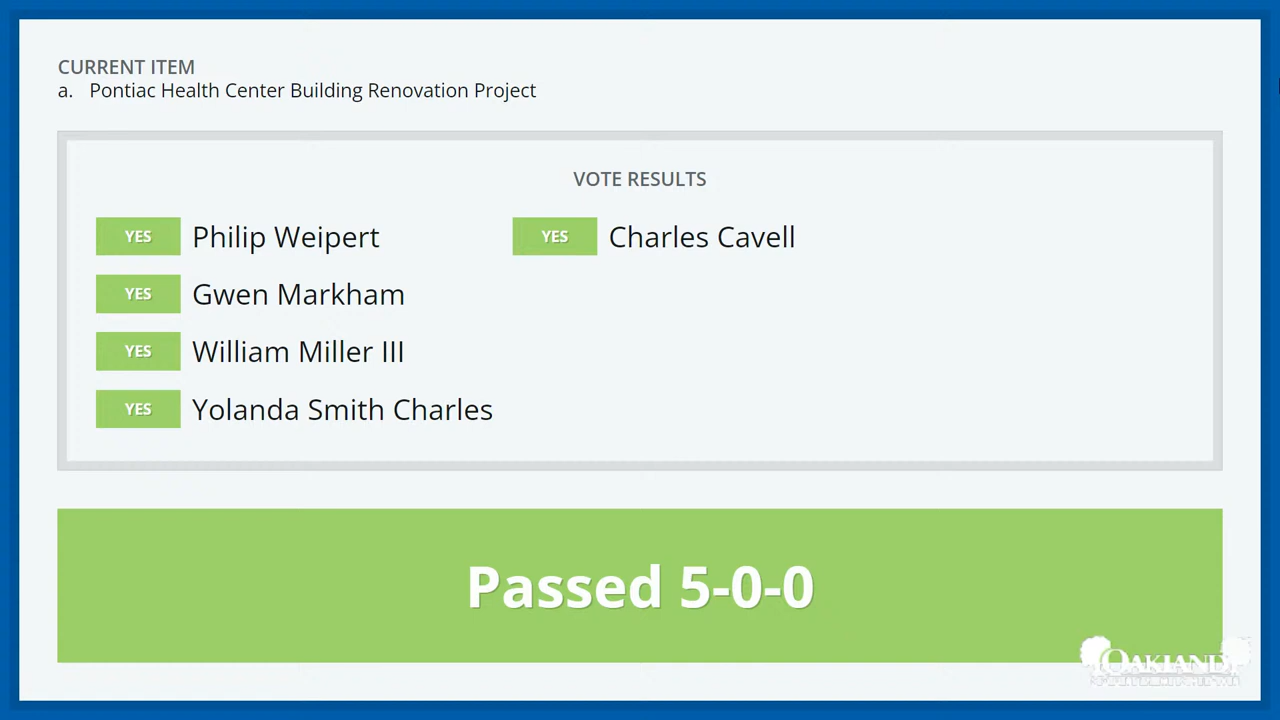 CURRENT ITEM
a. Pontiac Health Center Building Renovation Project
VOTE RESULTS
YES Philip Weipert
YES Gwen Markham
YES William Miller III
YES Yolanda Smith Charles
YES Charles Cavell
Passed 5-0-0
OAKLAND